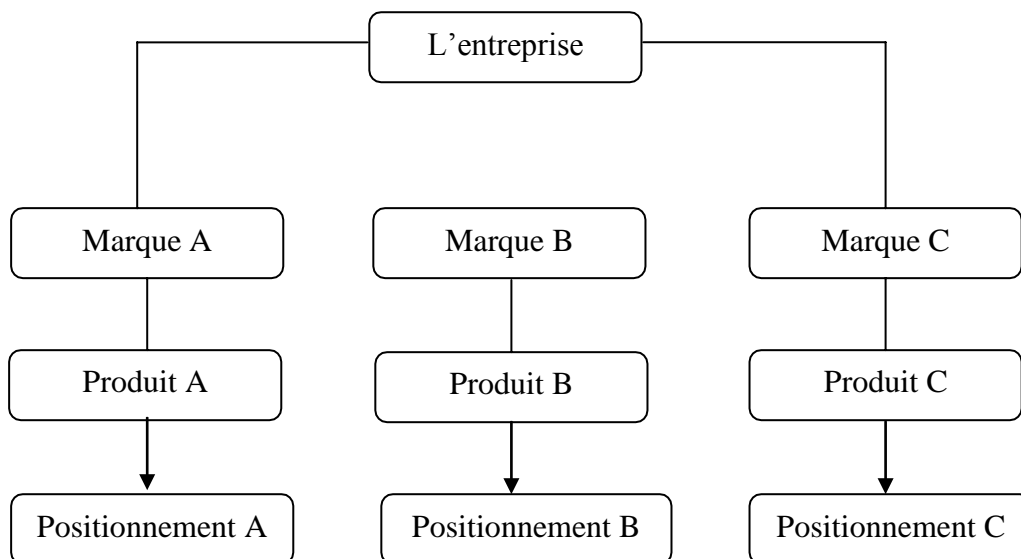 L’entreprise
Marque A
Marque B
Marque C
Produit A
Produit B
Produit C
Positionnement A
Positionnement B
Positionnement C